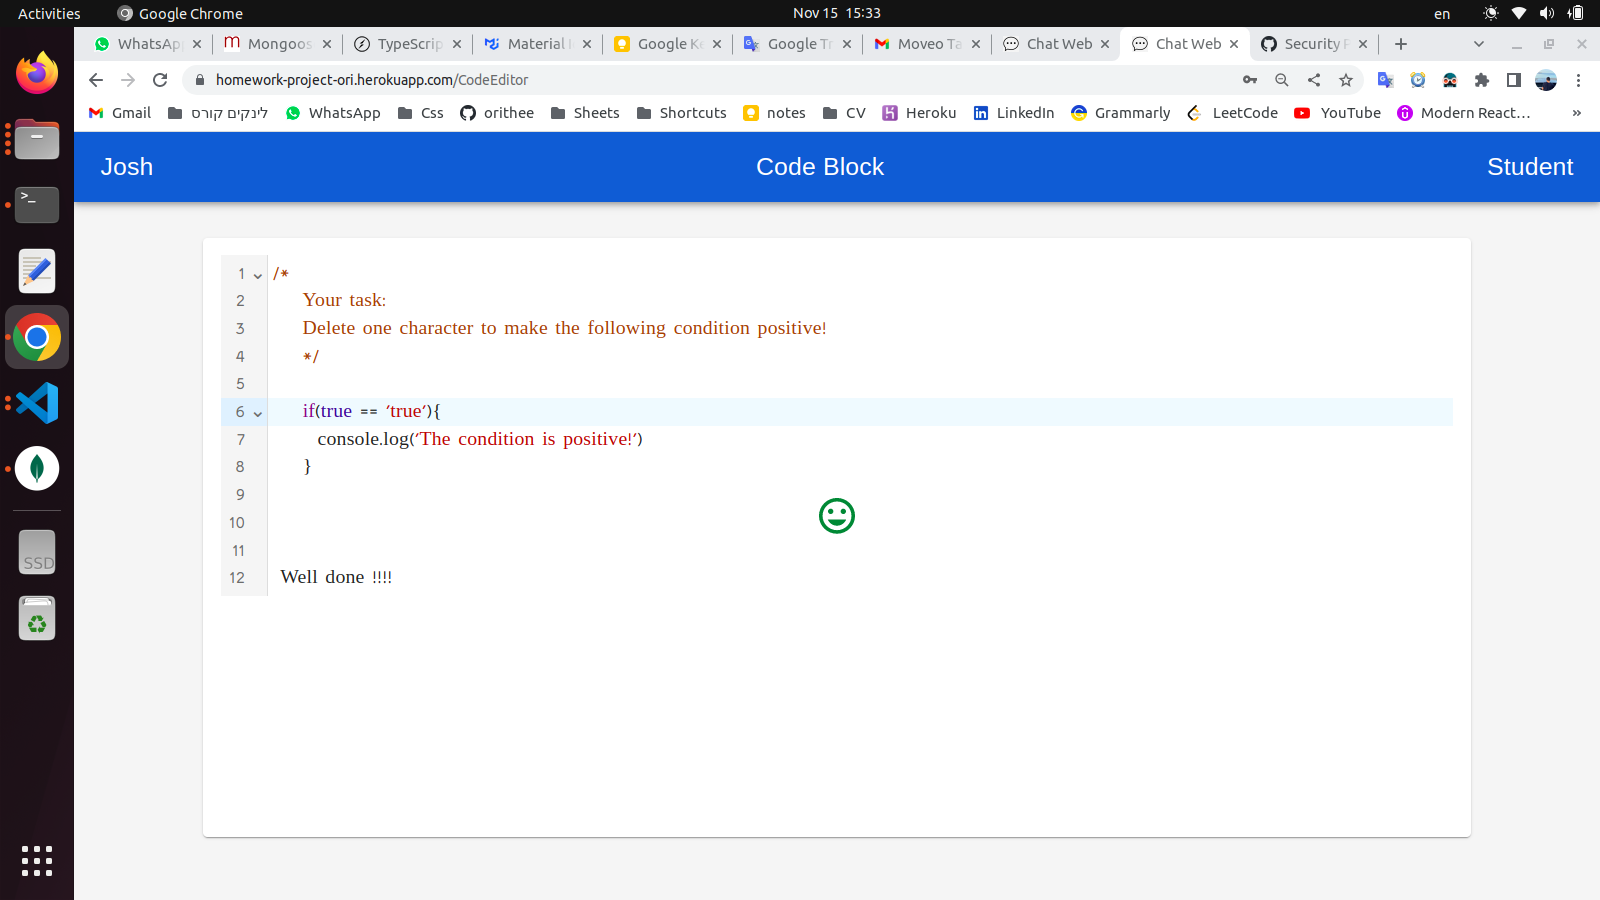 Activities Google Chrome Nov 15 15:33 en
WhatsAp Mongoos TypeScrip Material Google Ke Google Tr Moveo Ta Chat Web Chat Web Security P
homework-project-ori.herokuapp.com/CodeEditor
Gmail לינקים קורס WhatsApp Css orithee Sheets Shortcuts notes CV Heroku LinkedIn Grammarly LeetCode YouTube Modern React... »
Josh Code Block Student
1 /*
2 Your task:
3 Delete one character to make the following condition positive!
4 */
5
6 if(true == 'true'){
7 console.log('The condition is positive!')
8 }
9
10
11
12 Well done !!!!
SSD